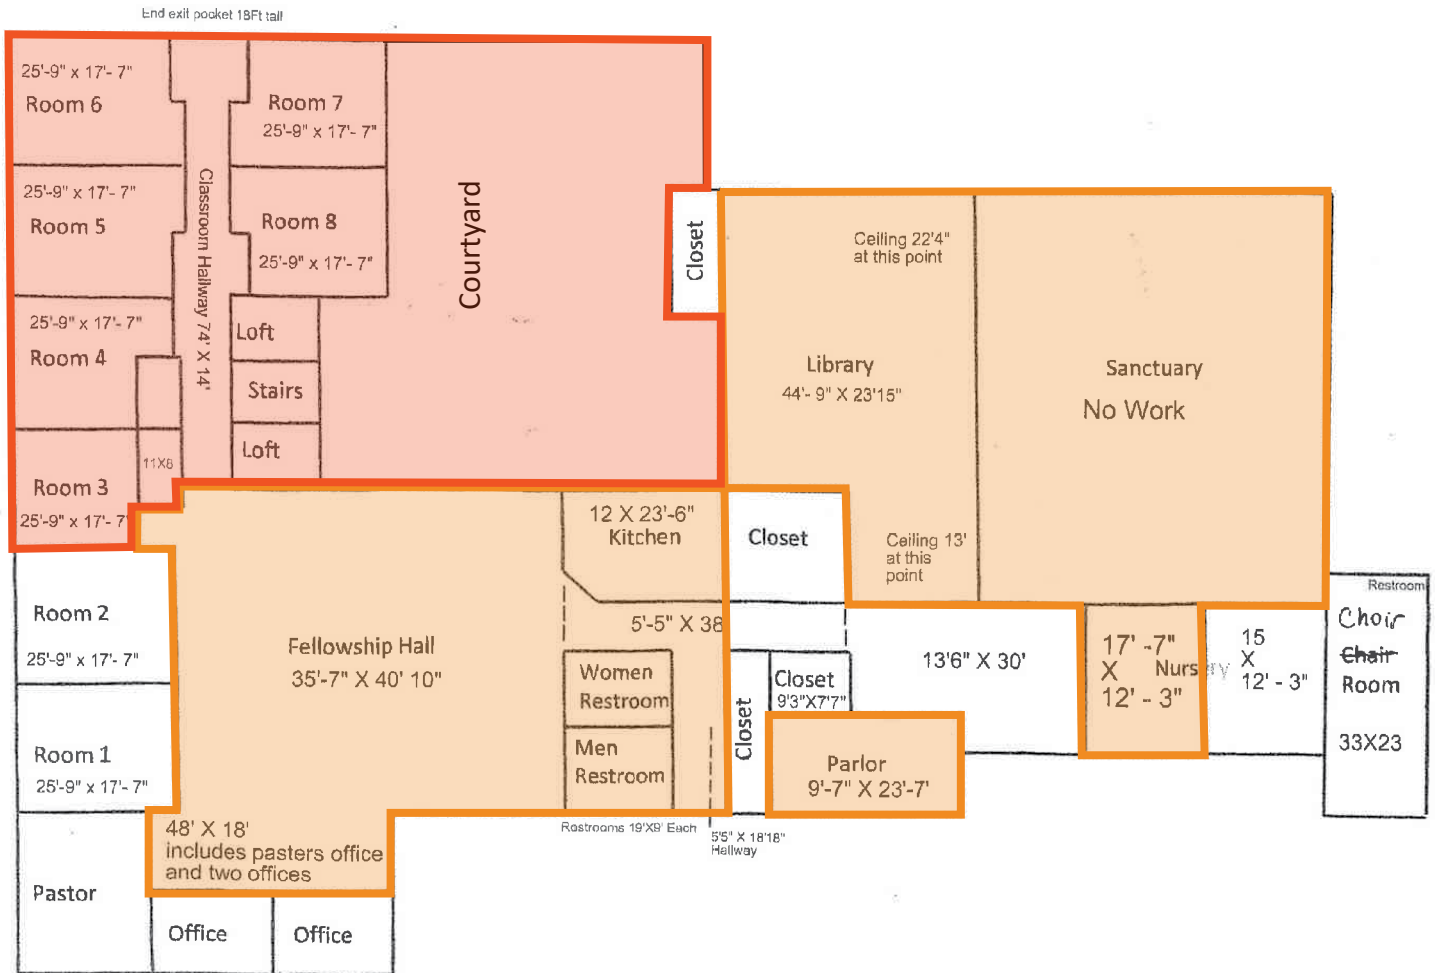 End exit pocket 18Ft tall
25'-9" x 17'- 7"
Room 6
Room 7
25'-9" x 17'- 7"
25'-9" x 17'- 7"
Room 5
Room 8
25'-9" x 17'- 7"
Classroom Hallway 74' X 14'
Courtyard
Closet
Ceiling 22'4"
at this point
25'-9" x 17'- 7"
Room 4
Loft
Stairs
Loft
11X8
Room 3
25'-9" x 17'- 7'
Library
44'- 9" X 23'15"
Sanctuary
No Work
12 X 23'-6"
Kitchen
Closet
Ceiling 13'
at this
point
Room 2
25'-9" x 17'- 7"
Fellowship Hall
35'-7" X 40' 10"
5'-5" X 38
Women
Restroom
Men
Restroom
Closet
Closet
9'3"X7'7"
13'6" X 30'
17' -7"
X
12' - 3"
Nursery
15
X
12' - 3"
Restroom
Choir
Chair
Room
33X23
Room 1
25'-9" x 17'- 7"
Parlor
9'-7" X 23'-7'
48' X 18'
includes pasters office
and two offices
Rostrooms 19'X9' Each
5'5" X 18'18"
Hallway
Pastor
Office
Office